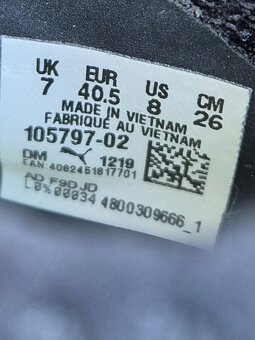 UK EUR US CM
7 40.5 8 26
MADE IN VIETNAM
FABRIQUÉ AU VIETNAM
105797-02
DM 1219
EAN: 4062451817701
AD F9D JD
L0%00034 4800309666_1